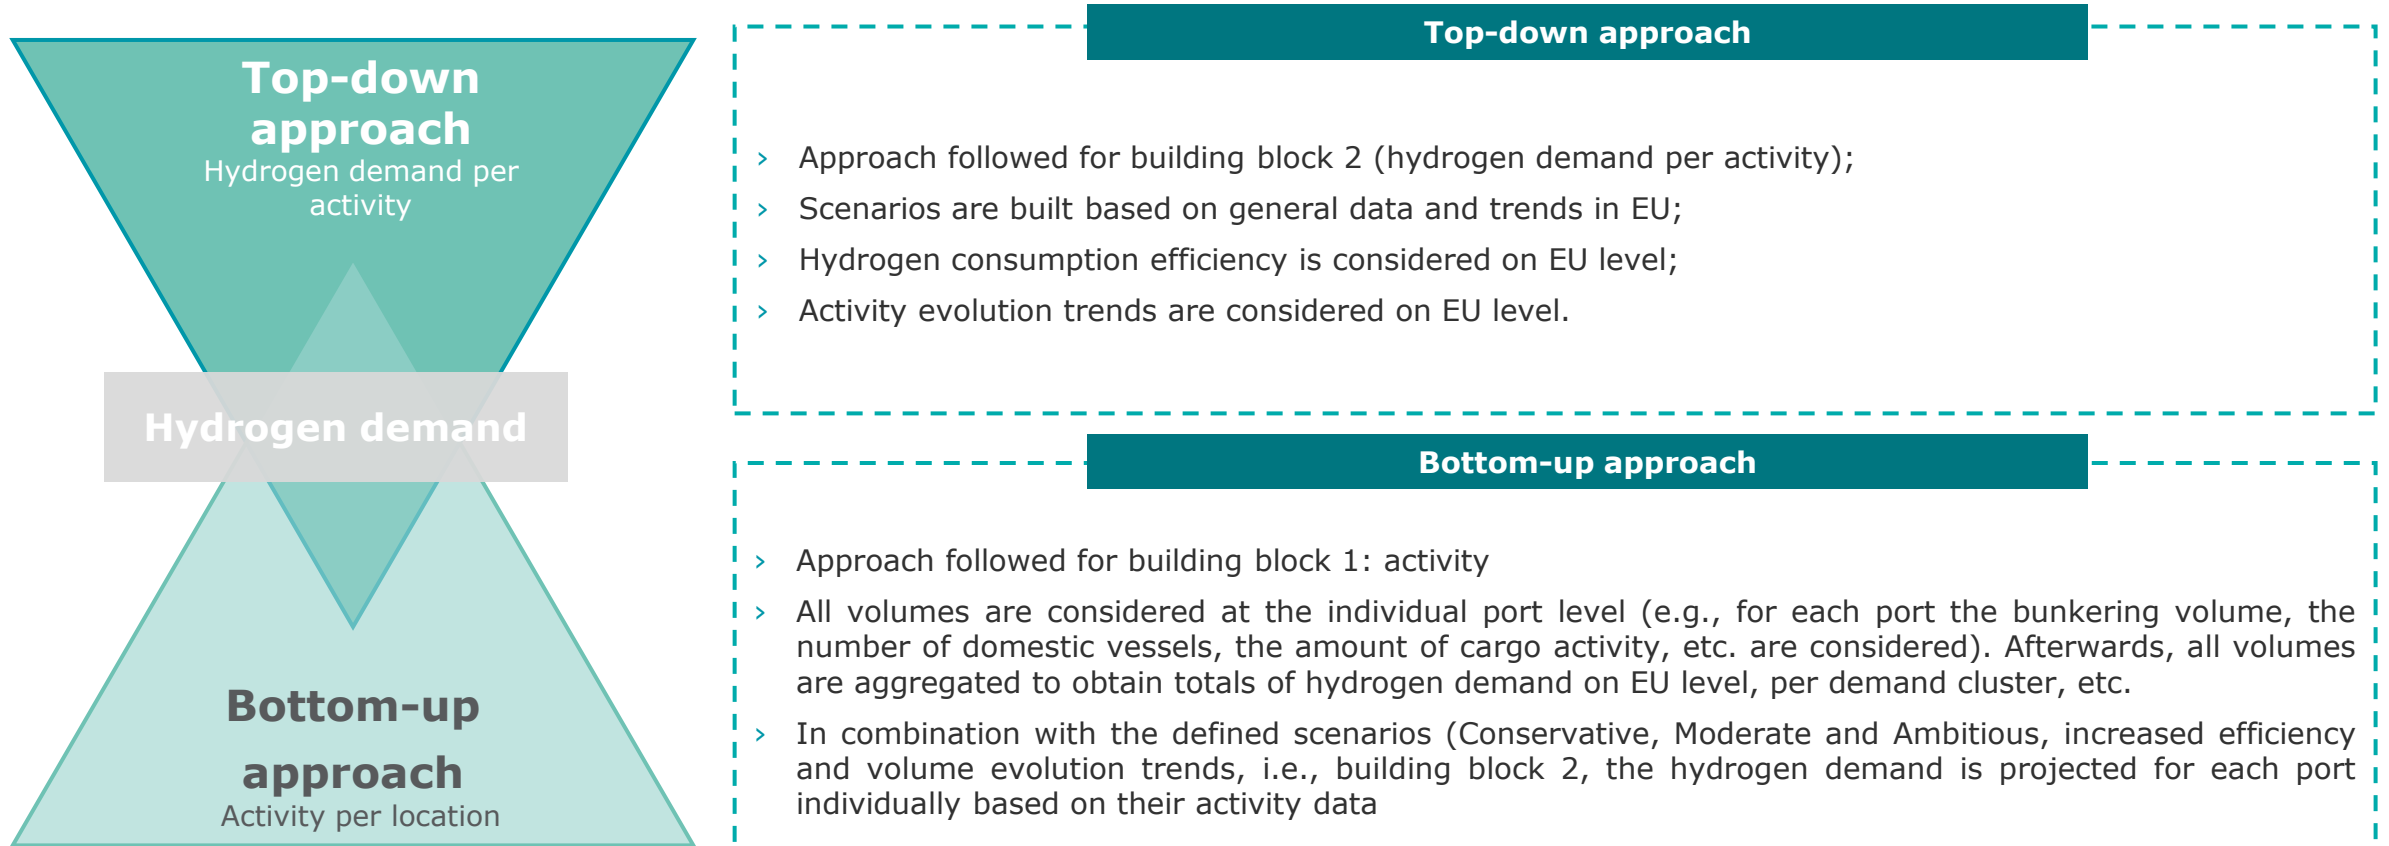 Top-down
approach
Hydrogen demand per
activity
Hydrogen demand
Bottom-up
approach
Activity per location
Top-down approach
› Approach followed for building block 2 (hydrogen demand per activity);
› Scenarios are built based on general data and trends in EU;
› Hydrogen consumption efficiency is considered on EU level;
› Activity evolution trends are considered on EU level.
Bottom-up approach
› Approach followed for building block 1: activity
› All volumes are considered at the individual port level (e.g., for each port the bunkering volume, the
number of domestic vessels, the amount of cargo activity, etc. are considered). Afterwards, all volumes
are aggregated to obtain totals of hydrogen demand on EU level, per demand cluster, etc.
› In combination with the defined scenarios (Conservative, Moderate and Ambitious, increased efficiency
and volume evolution trends, i.e., building block 2, the hydrogen demand is projected for each port
individually based on their activity data